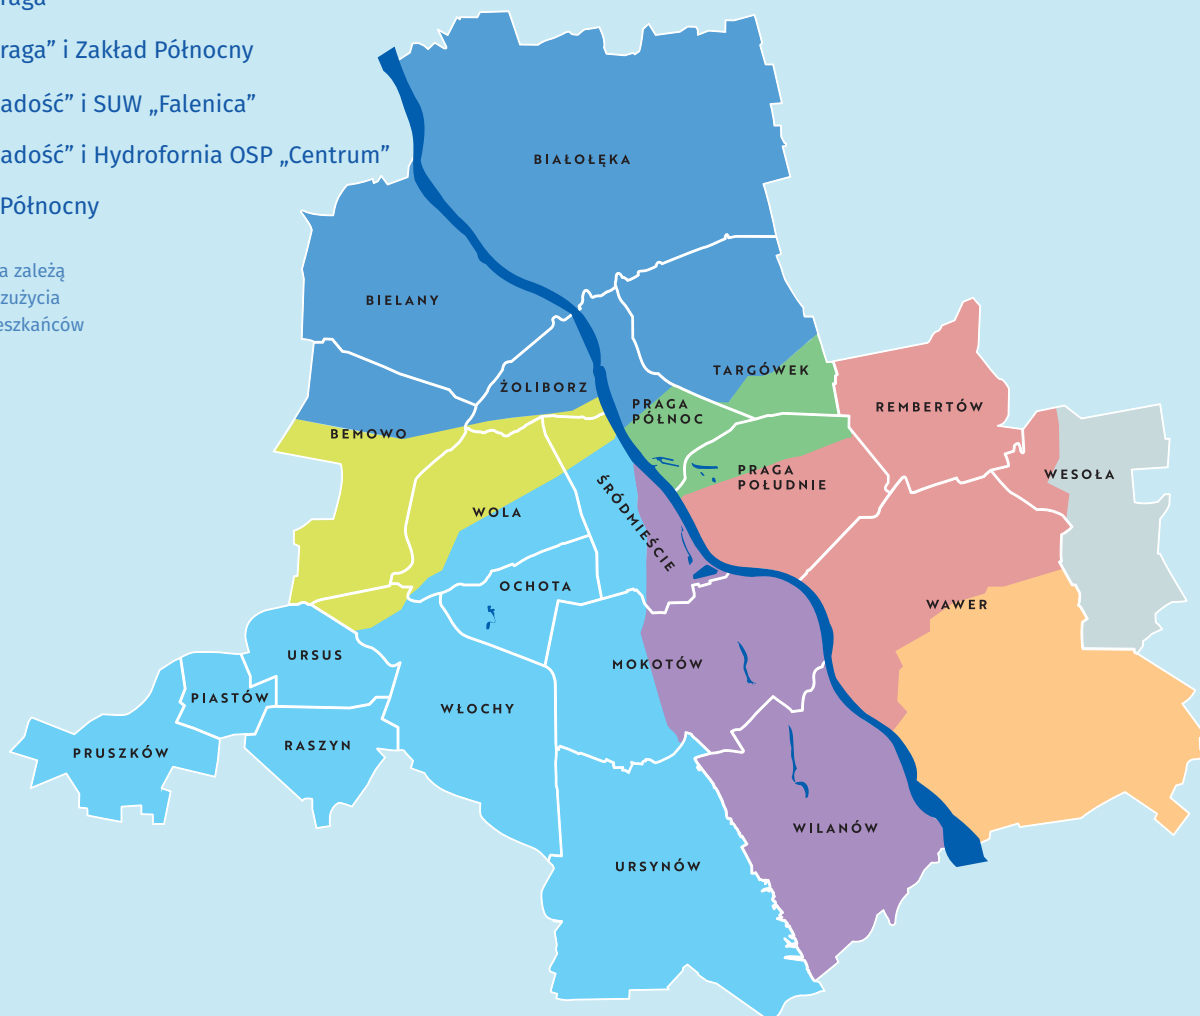 raga”
raga” i Zakład Północny
adość” i SUW „Falenica”
adość” i Hydrofornia OSP „Centrum”
Północny
a zależą
zużycia
eszkańców
BIAŁOŁĘKA
BIELANY
TARGÓWEK
ŻOLIBORZ
PRAGA
PÓŁNOC
REMBERTÓW
BEMOWO
PRAGA
POŁUDNIE
WESOŁA
WOLA
ŚRÓDMIEŚCIE
OCHOTA
WAWER
URSUS
MOKOTÓW
PIASTÓW
WŁOCHY
RASZYN
PRUSZKÓW
WILANÓW
URSYNÓW